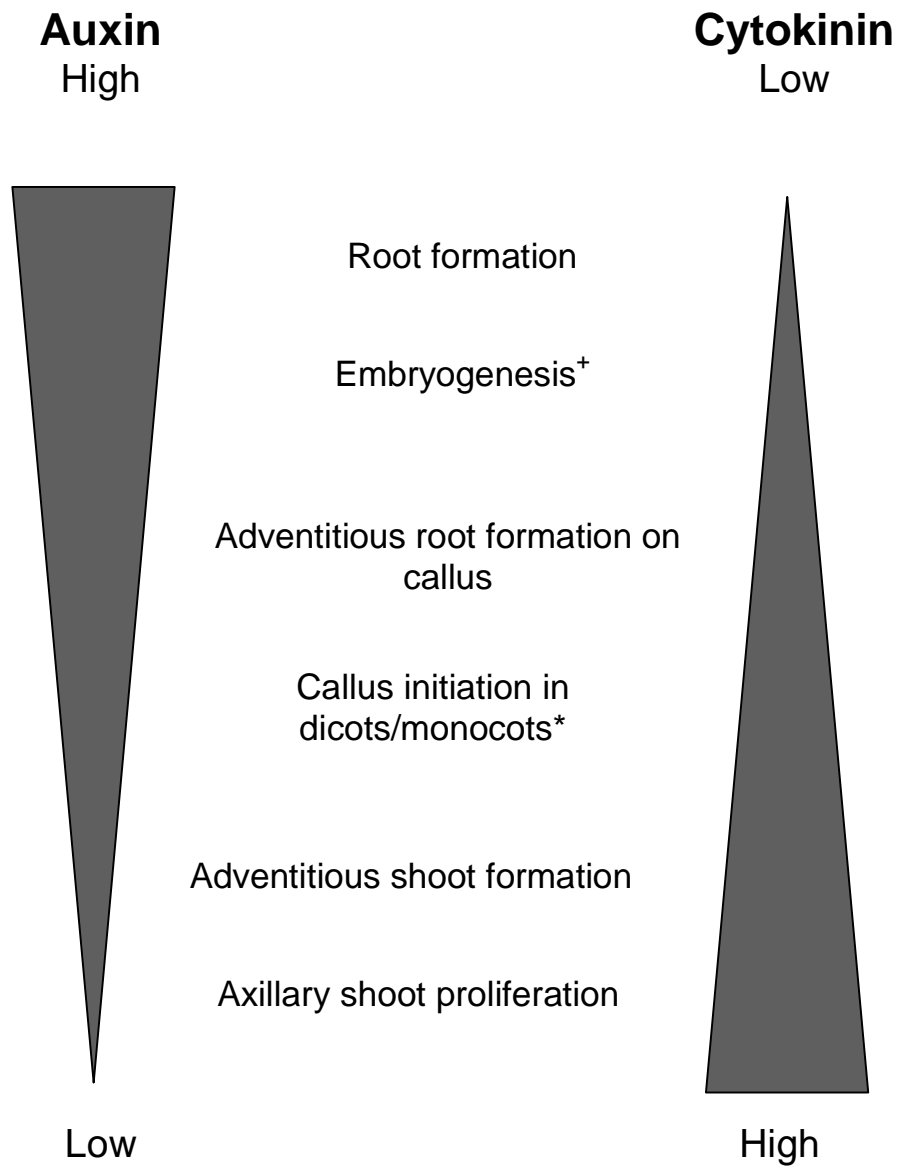 Auxin
High
Cytokinin
Low
Root formation
Embryogenesis⁺
Adventitious root formation on
callus
Callus initiation in
dicots/monocots*
Adventitious shoot formation
Axillary shoot proliferation
Low
High